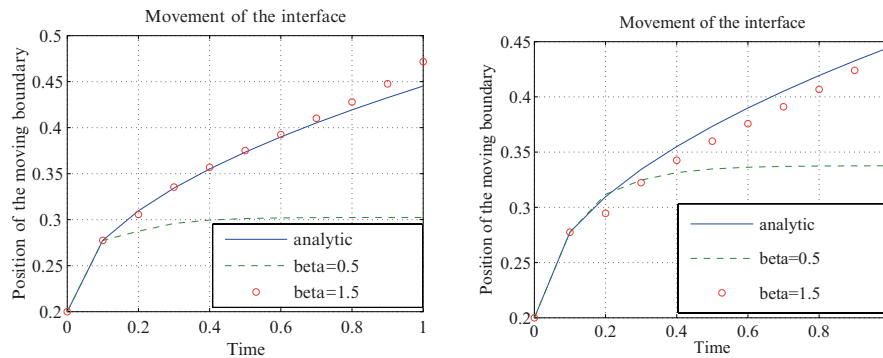 Movement of the interface
Position of the moving boundary
0.5
0.45
0.4
0.35
0.3
0.25
0.2
analytic
beta=0.5
beta=1.5
0
0.2
0.4
0.6
0.8
1
Time
Movement of the interface
Position of the moving boundary
0.45
0.4
0.35
0.3
0.25
0.2
analytic
beta=0.5
beta=1.5
0
0.2
0.4
0.6
0.8
Time